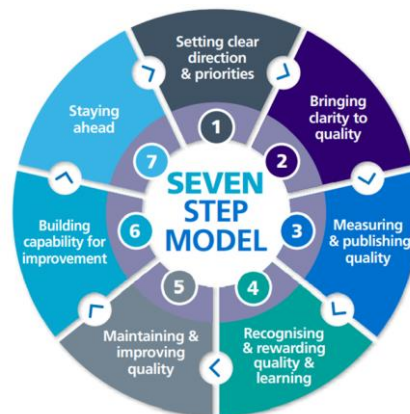 SEVEN
STEP
MODEL
1
Setting clear
direction
& priorities
2
Bringing
clarity to
quality
3
Measuring
& publishing
quality
4
Recognising
& rewarding
quality &
learning
5
Maintaining &
improving
quality
6
Building
capability for
improvement
7
Staying
ahead